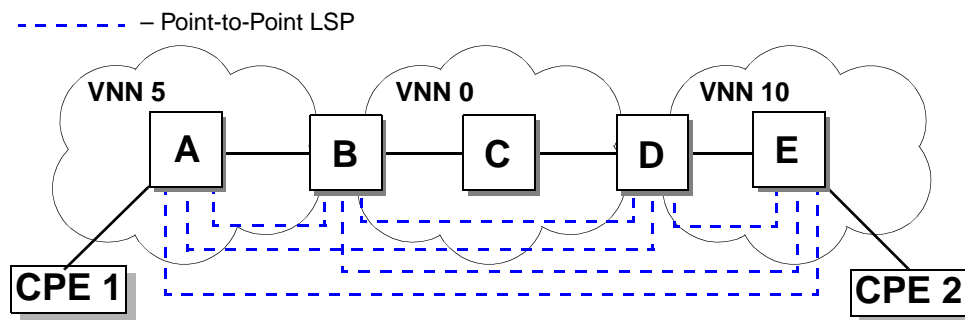 – Point-to-Point LSP
VNN 5
VNN 0
VNN 10
A
B
C
D
E
CPE 1
CPE 2